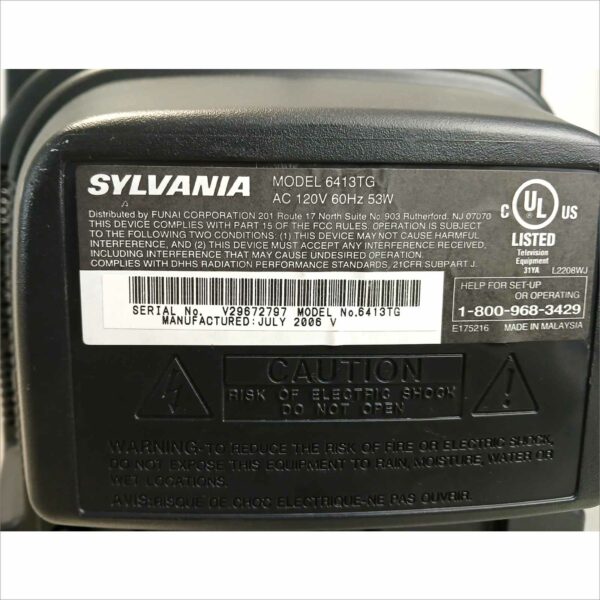 SYLVANIA
MODEL 6413TG
AC 120V 60Hz 53W
Distributed by FUNAI CORPORATION 201 Route 17 North Suite No. 903 Rutherford, NJ 07070
THIS DEVICE COMPLIES WITH PART 15 OF THE FCC RULES. OPERATION IS SUBJECT
TO THE FOLLOWING TWO CONDITIONS: (1) THIS DEVICE MAY NOT CAUSE HARMFUL
INTERFERENCE, AND (2) THIS DEVICE MUST ACCEPT ANY INTERFERENCE RECEIVED,
INCLUDING INTERFERENCE THAT MAY CAUSE UNDESIRED OPERATION.
COMPLIES WITH DHHS RADIATION PERFORMANCE STANDARDS, 21CFR SUBPART J.
C UL US
LISTED
Television
Equipment
31YA L2208WJ
HELP FOR SET-UP
OR OPERATING
1-800-968-3429
E175216 MADE IN MALAYSIA
SERIAL No. V29672797 MODEL No.6413TG
MANUFACTURED:JULY 2006 V
CAUTION
RISK OF ELECTRIC SHOCK
DO NOT OPEN
WARNING:-TO REDUCE THE RISK OF FIRE OR ELECTRIC SHOCK,
DO NOT EXPOSE THIS EQUIPMENT TO RAIN, MOISTURE, WATER OR
WET LOCATIONS.
AVIS:RISQUE DE CHOC ELECTRIQUE-NE PAS OUVRIR.